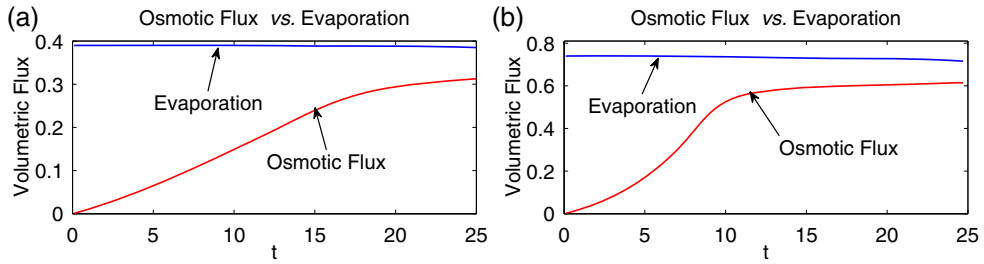 (a)
Osmotic Flux vs. Evaporation
0.4
0.3
0.2
0.1
0
Volumetric Flux
Evaporation
Osmotic Flux
0 5 10 15 20 25
t
(b)
Osmotic Flux vs. Evaporation
0.8
0.6
0.4
0.2
0
Volumetric Flux
Evaporation
Osmotic Flux
0 5 10 15 20 25
t